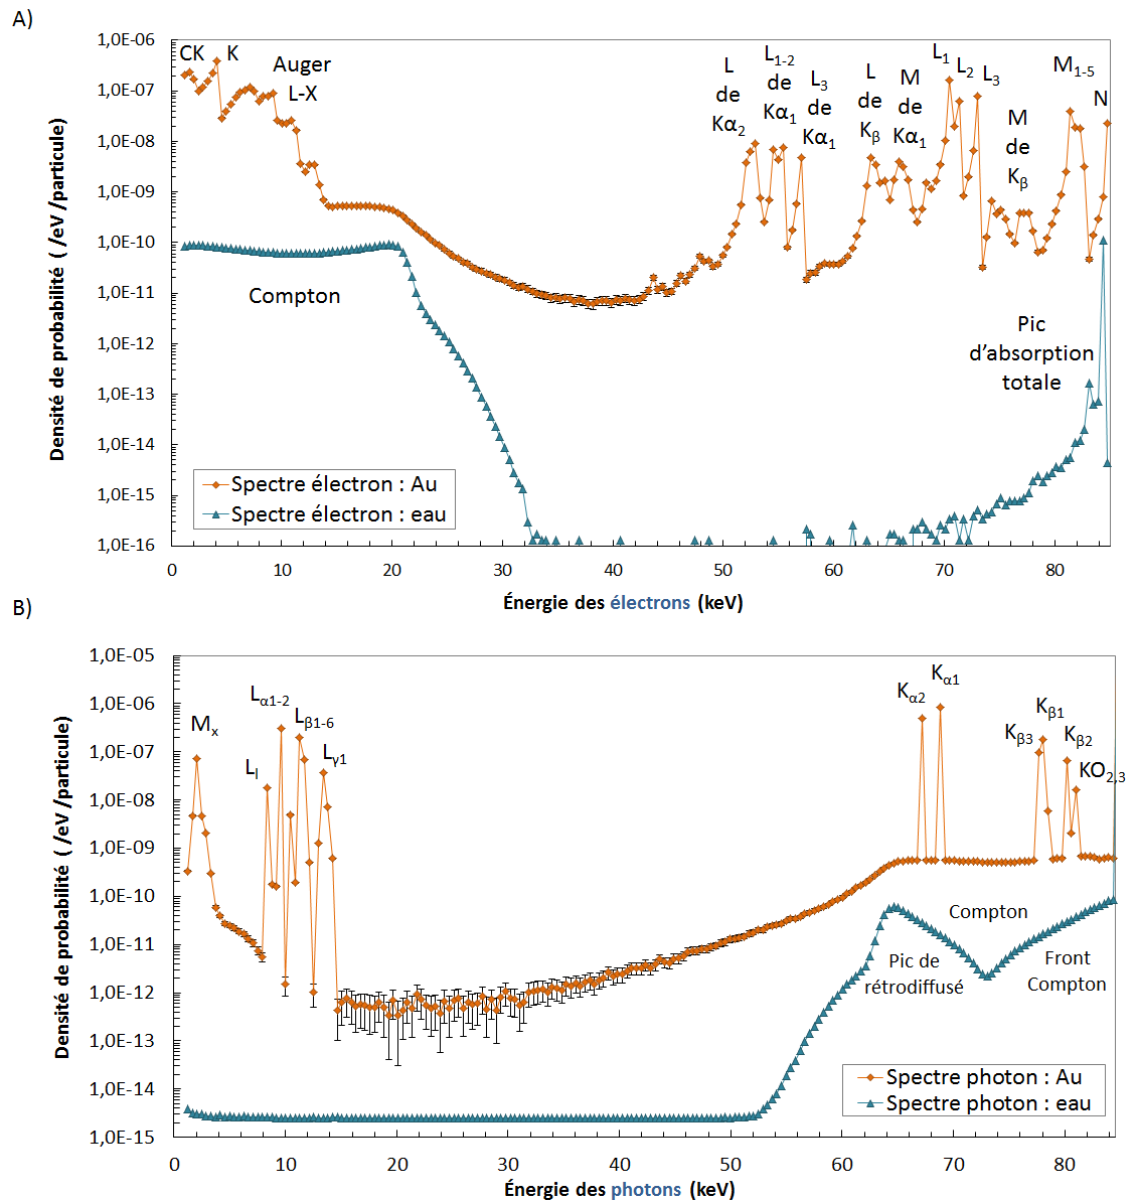 A)
1,0E-06
1,0E-07
1,0E-08
1,0E-09
1,0E-10
1,0E-11
1,0E-12
1,0E-13
1,0E-14
1,0E-15
1,0E-16
Densité de probabilité ( /eV /particule)
CK
K
Auger
L-X
L
de
Kα2
L1-2
de
Kα1
L3
de
Kα1
L
de
Kβ
M
de
Kα1
L1
L2
L3
M
de
Kβ
M1-5
N
Compton
Pic
d'absorption
totale
Spectre électron : Au
Spectre électron : eau
0 10 20 30 40 50 60 70 80
Énergie des électrons (keV)
B)
1,0E-05
1,0E-06
1,0E-07
1,0E-08
1,0E-09
1,0E-10
1,0E-11
1,0E-12
1,0E-13
1,0E-14
1,0E-15
Densité de probabilité ( /eV /particule)
Mx
Ll
Lα1-2
Lβ1-6
Lγ1
Kα2
Kα1
Kβ3
Kβ1
Kβ2
KO2,3
Compton
Pic de
rétrodiffusé
Front
Compton
Spectre photon : Au
Spectre photon : eau
0 10 20 30 40 50 60 70 80
Énergie des photons (keV)